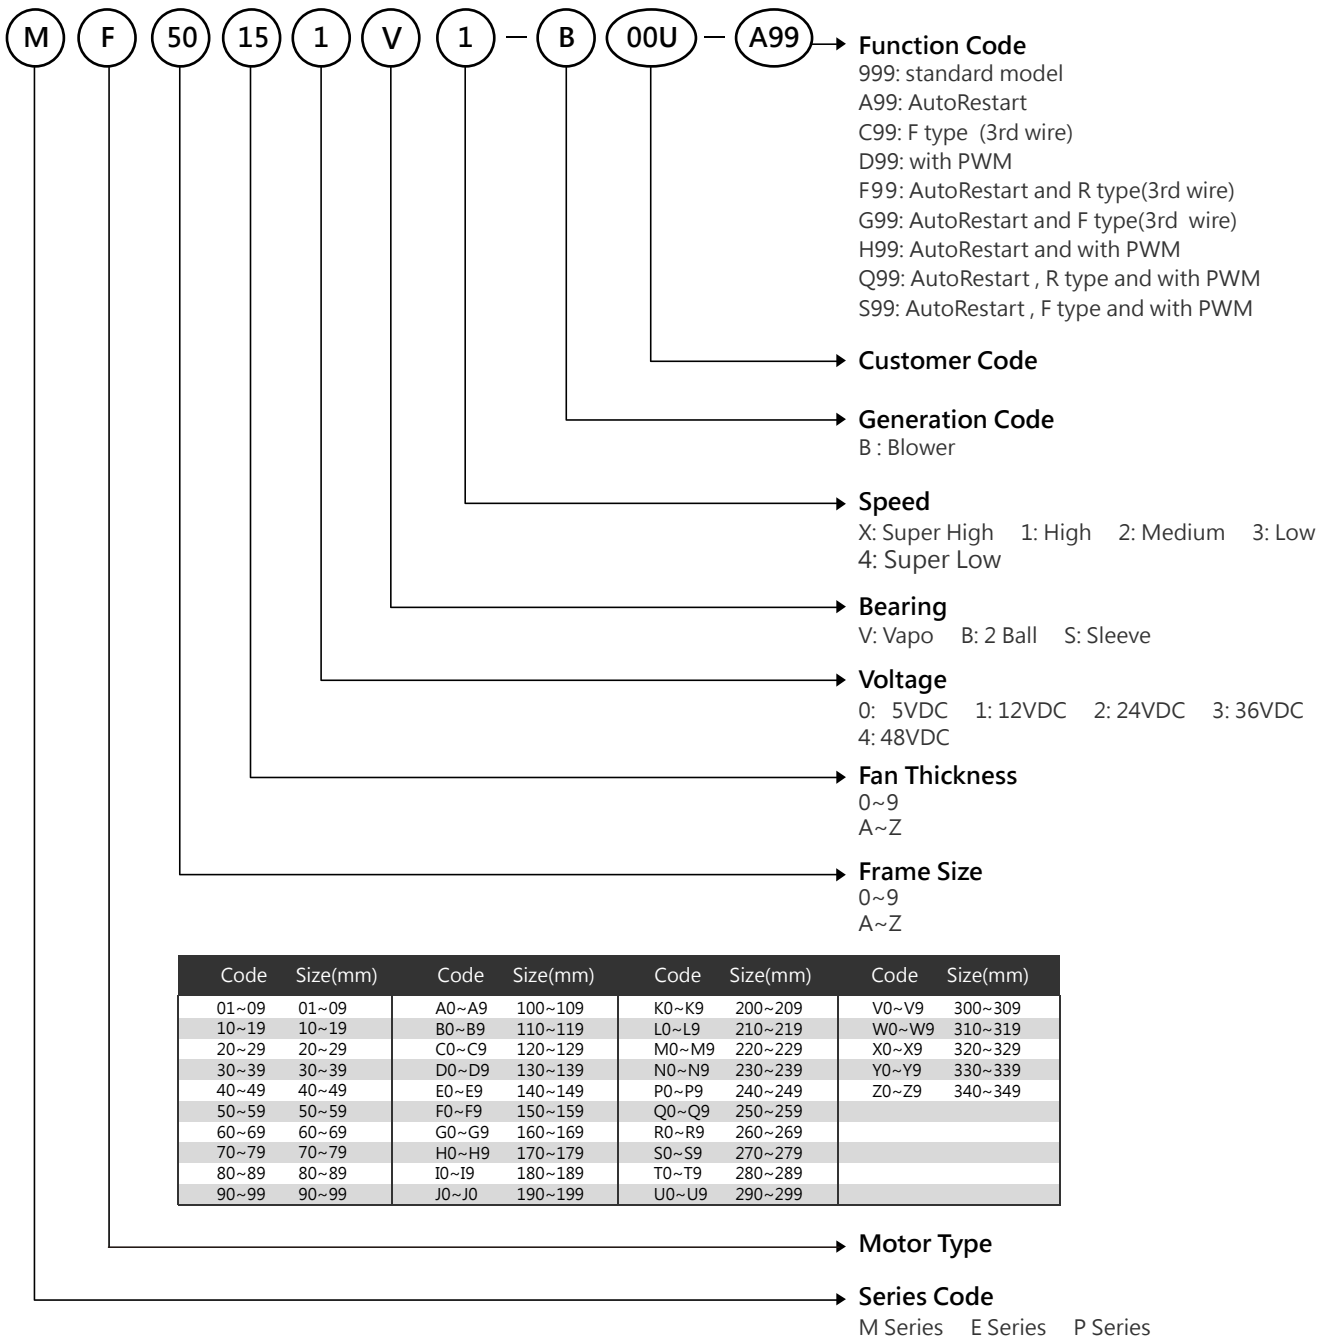 M F 50 15 1 V 1 – B 00U – A99
Function Code
999: standard model
A99: AutoRestart
C99: F type (3rd wire)
D99: with PWM
F99: AutoRestart and R type(3rd wire)
G99: AutoRestart and F type(3rd wire)
H99: AutoRestart and with PWM
Q99: AutoRestart , R type and with PWM
S99: AutoRestart , F type and with PWM
Customer Code
Generation Code
B : Blower
Speed
X: Super High 1: High 2: Medium 3: Low
4: Super Low
Bearing
V: Vapo B: 2 Ball S: Sleeve
Voltage
0: 5VDC 1: 12VDC 2: 24VDC 3: 36VDC
4: 48VDC
Fan Thickness
0~9
A~Z
Frame Size
0~9
A~Z
Code Size(mm) Code Size(mm) Code Size(mm) Code Size(mm)
01~09 01~09 A0~A9 100~109 K0~K9 200~209 V0~V9 300~309
10~19 10~19 B0~B9 110~119 L0~L9 210~219 W0~W9 310~319
20~29 20~29 C0~C9 120~129 M0~M9 220~229 X0~X9 320~329
30~39 30~39 D0~D9 130~139 N0~N9 230~239 Y0~Y9 330~339
40~49 40~49 E0~E9 140~149 P0~P9 240~249 Z0~Z9 340~349
50~59 50~59 F0~F9 150~159 Q0~Q9 250~259
60~69 60~69 G0~G9 160~169 R0~R9 260~269
70~79 70~79 H0~H9 170~179 S0~S9 270~279
80~89 80~89 I0~I9 180~189 T0~T9 280~289
90~99 90~99 J0~J0 190~199 U0~U9 290~299
Motor Type
Series Code
M Series E Series P Series